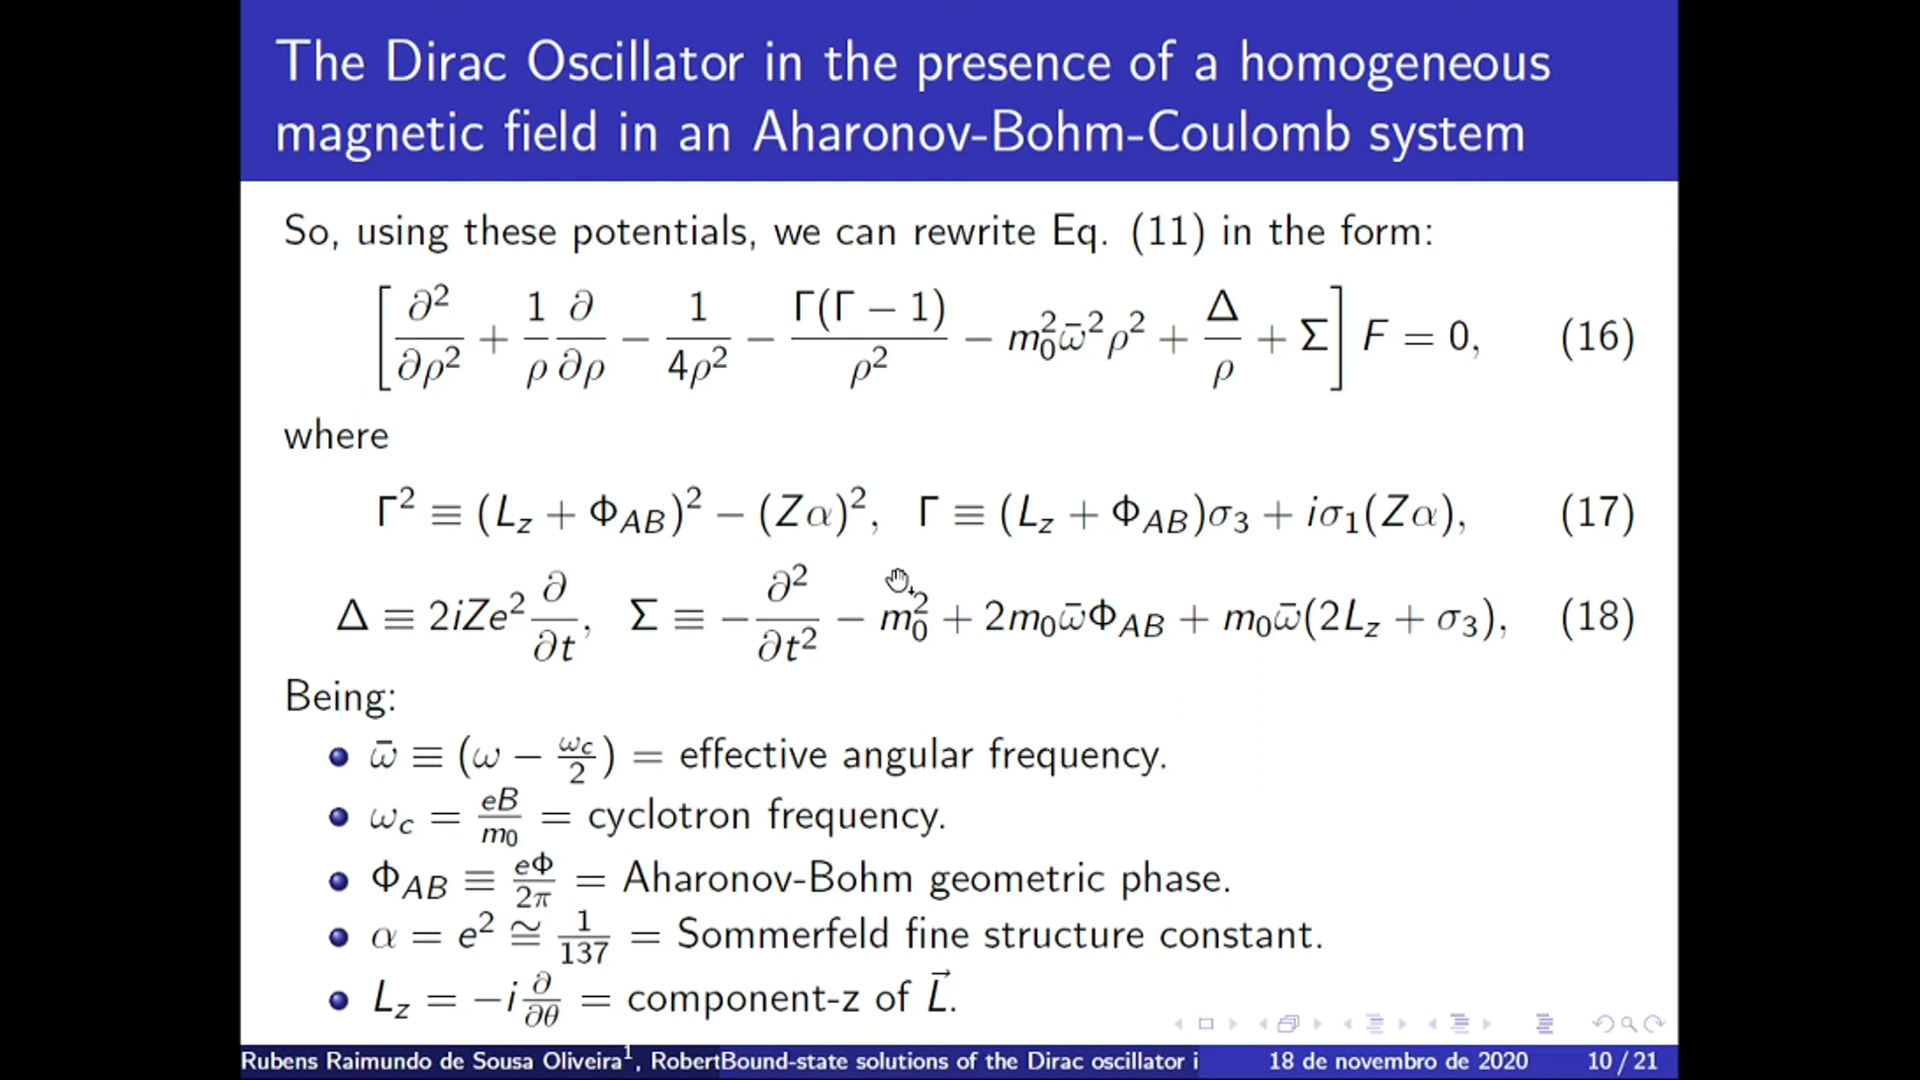 The Dirac Oscillator in the presence of a homogeneous
magnetic field in an Aharonov-Bohm-Coulomb system
So, using these potentials, we can rewrite Eq. (11) in the form:
[∂²/∂ρ² + 1/ρ ∂/∂ρ − 1/4ρ² − Γ(Γ − 1)/ρ² − m₀²ω̄²ρ² + Δ/ρ + Σ] F = 0, (16)
where
Γ² ≡ (L_z + Φ_AB)² − (Zα)², Γ ≡ (L_z + Φ_AB)σ₃ + iσ₁(Zα), (17)
Δ ≡ 2iZe² ∂/∂t, Σ ≡ −∂²/∂t² − m₀² + 2m₀ω̄Φ_AB + m₀ω̄(2L_z + σ₃), (18)
Being:
ω̄ ≡ (ω − ω_c/2) = effective angular frequency.
ω_c = eB/m₀ = cyclotron frequency.
Φ_AB ≡ eΦ/2π = Aharonov-Bohm geometric phase.
α = e² ≅ 1/137 = Sommerfeld fine structure constant.
L_z = −i ∂/∂θ = component-z of L⃗.
Rubens Raimundo de Sousa Oliveira¹, Robert Bound-state solutions of the Dirac oscillator i 18 de novembro de 2020 10 / 21